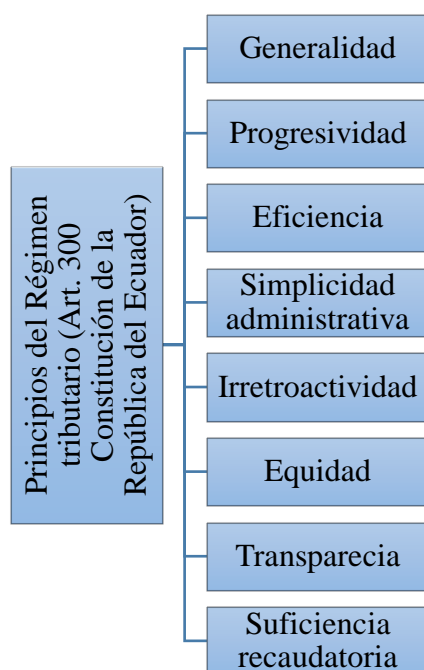 Principios del Régimen
tributario (Art. 300
Constitución de la
República del Ecuador)
Generalidad
Progresividad
Eficiencia
Simplicidad
administrativa
Irretroactividad
Equidad
Transparecia
Suficiencia
recaudatoria